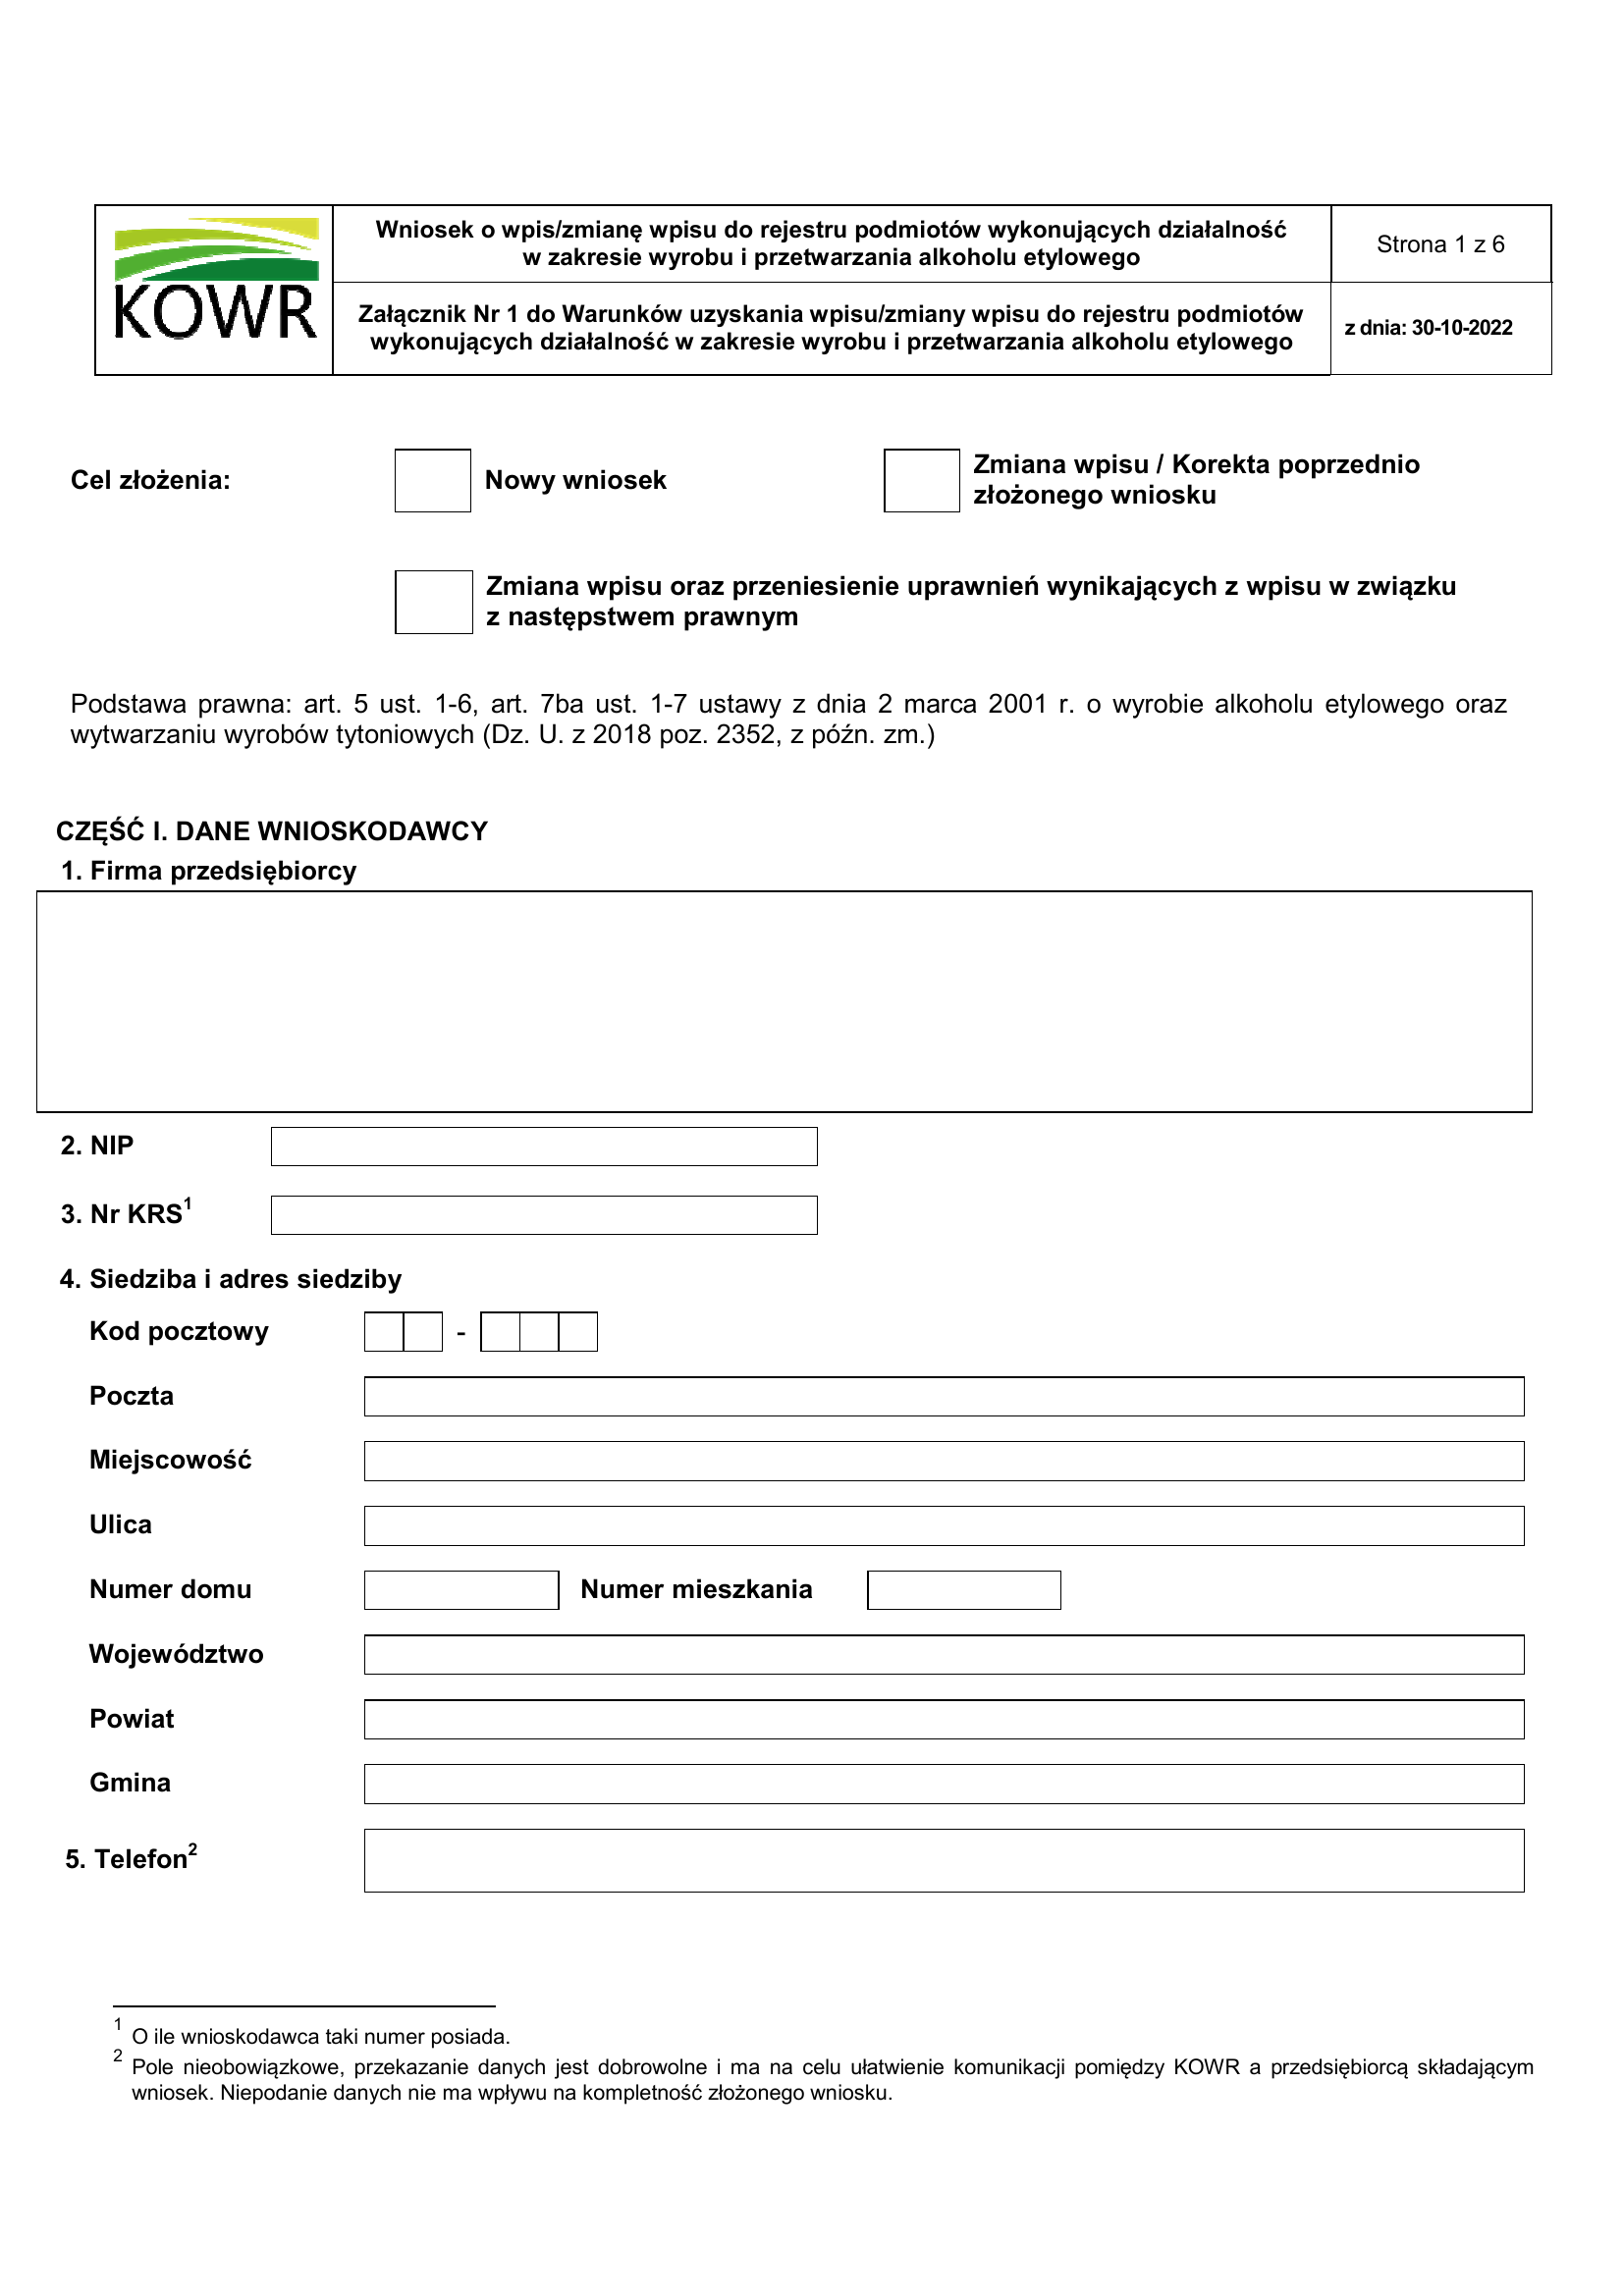 KOWR
Wniosek o wpis/zmianę wpisu do rejestru podmiotów wykonujących działalność
w zakresie wyrobu i przetwarzania alkoholu etylowego
Strona 1 z 6
Załącznik Nr 1 do Warunków uzyskania wpisu/zmiany wpisu do rejestru podmiotów
wykonujących działalność w zakresie wyrobu i przetwarzania alkoholu etylowego
z dnia: 30-10-2022
Cel złożenia:
Nowy wniosek
Zmiana wpisu / Korekta poprzednio
złożonego wniosku
Zmiana wpisu oraz przeniesienie uprawnień wynikających z wpisu w związku
z następstwem prawnym
Podstawa prawna: art. 5 ust. 1-6, art. 7ba ust. 1-7 ustawy z dnia 2 marca 2001 r. o wyrobie alkoholu etylowego oraz
wytwarzaniu wyrobów tytoniowych (Dz. U. z 2018 poz. 2352, z późn. zm.)
CZĘŚĆ I. DANE WNIOSKODAWCY
1. Firma przedsiębiorcy
2. NIP
3. Nr KRS1
4. Siedziba i adres siedziby
Kod pocztowy -
Poczta
Miejscowość
Ulica
Numer domu Numer mieszkania
Województwo
Powiat
Gmina
5. Telefon2
1 O ile wnioskodawca taki numer posiada.
2 Pole nieobowiązkowe, przekazanie danych jest dobrowolne i ma na celu ułatwienie komunikacji pomiędzy KOWR a przedsiębiorcą składającym
wniosek. Niepodanie danych nie ma wpływu na kompletność złożonego wniosku.